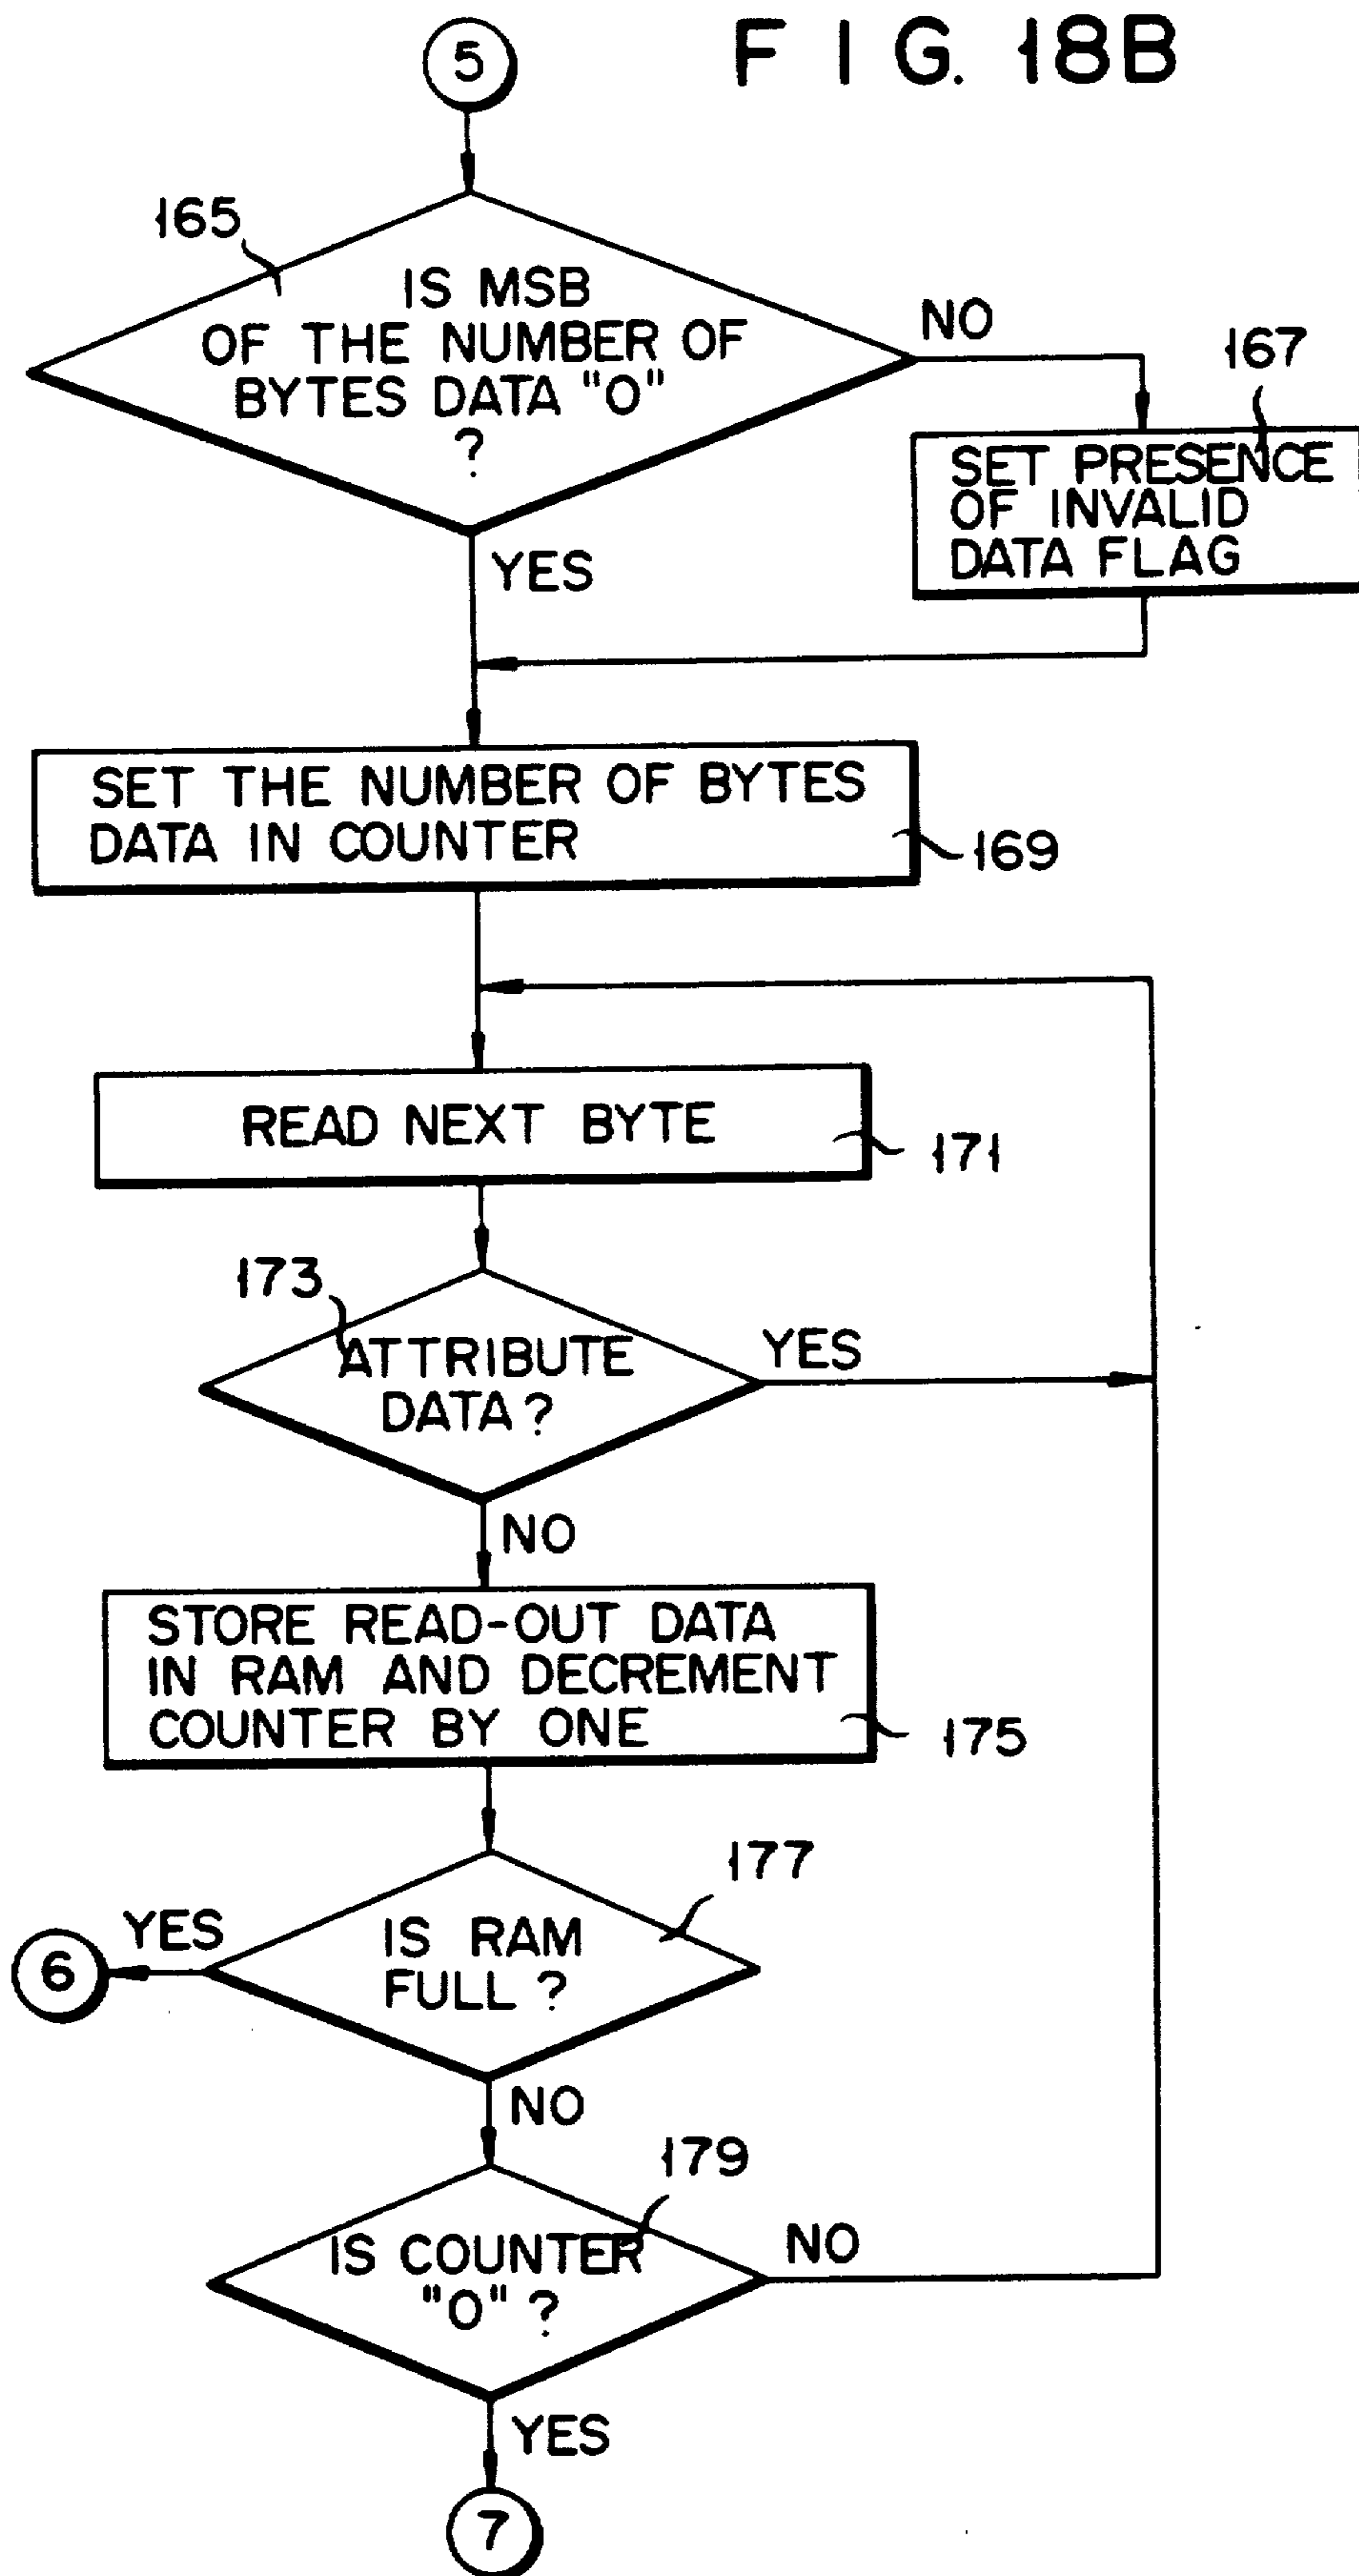 F I G. 18B
5
165
IS MSB
OF THE NUMBER OF
BYTES DATA "0"
?
NO
167
SET PRESENCE
OF INVALID
DATA FLAG
YES
SET THE NUMBER OF BYTES
DATA IN COUNTER
169
READ NEXT BYTE
171
173
ATTRIBUTE
DATA ?
YES
NO
STORE READ-OUT DATA
IN RAM AND DECREMENT
COUNTER BY ONE
175
177
IS RAM
FULL ?
YES
6
NO
179
IS COUNTER
"0" ?
NO
YES
7